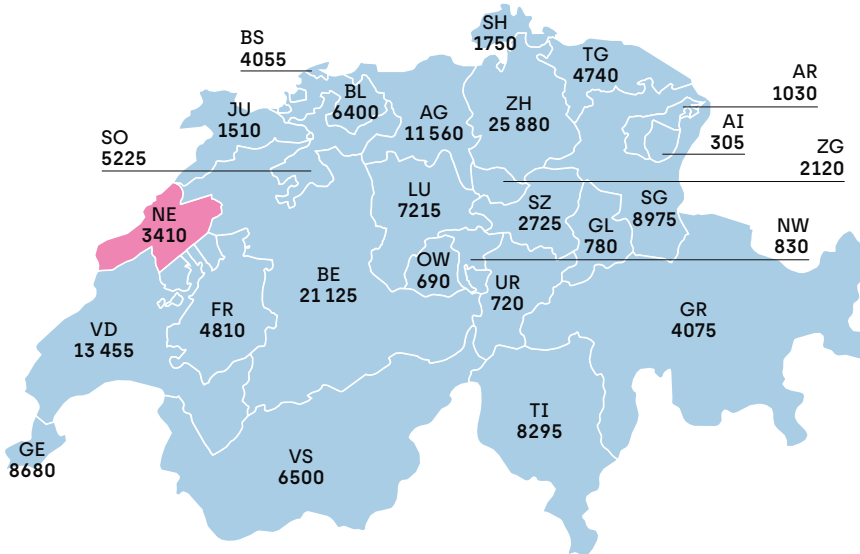 SH
1750
BS
4055
TG
4740
AR
1030
BL
6400
JU
1510
AG
11 560
ZH
25 880
AI
305
SO
5225
ZG
2120
LU
7215
SZ
2725
SG
8975
NE
3410
GL
780
NW
830
OW
690
BE
21 125
UR
720
FR
4810
GR
4075
VD
13 455
TI
8295
GE
8680
VS
6500